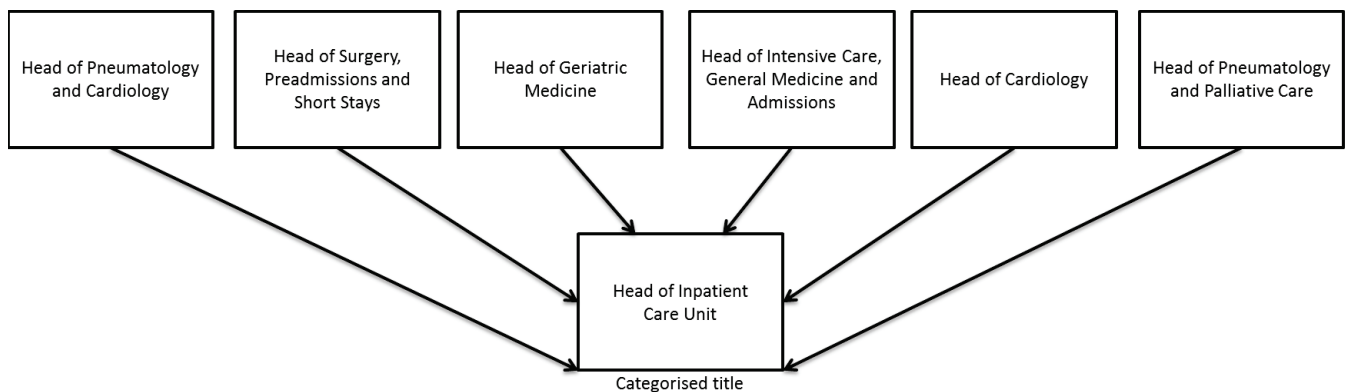 Head of Pneumatology
and Cardiology
Head of Surgery,
Preadmissions and
Short Stays
Head of Geriatric
Medicine
Head of Intensive Care,
General Medicine and
Admissions
Head of Cardiology
Head of Pneumatology
and Palliative Care
Head of Inpatient
Care Unit
Categorised title